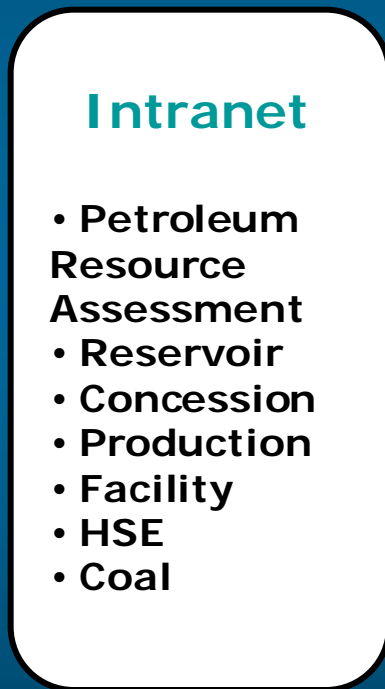 Intranet
• Petroleum
Resource
Assessment
• Reservoir
• Concession
• Production
• Facility
• HSE
• Coal